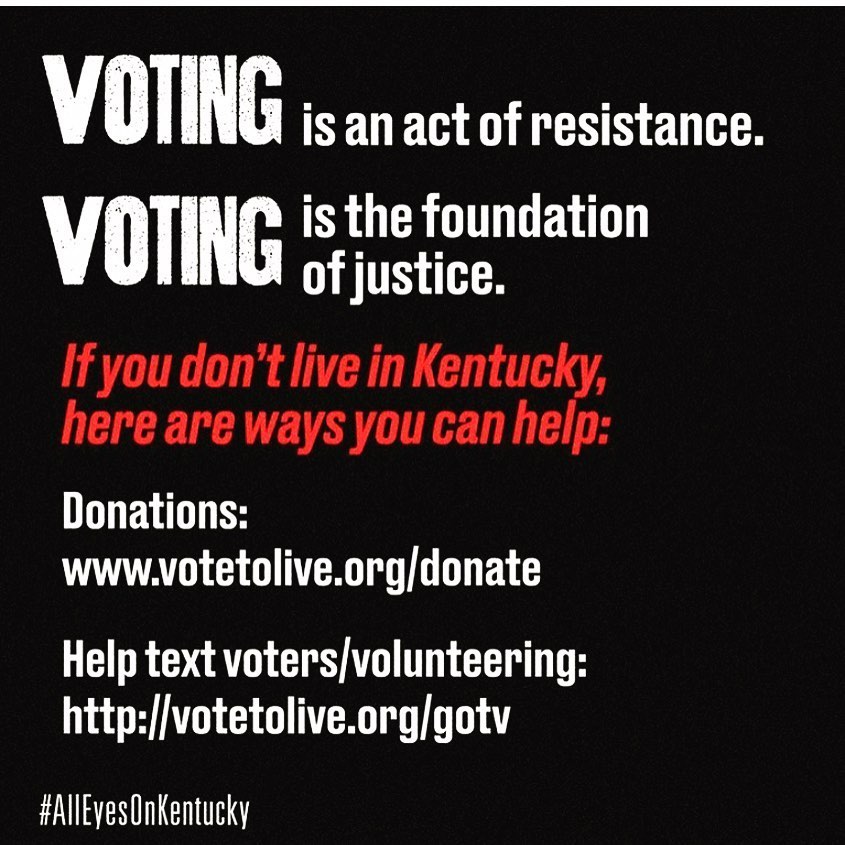 VOTING is an act of resistance.
VOTING is the foundation
of justice.
If you don't live in Kentucky,
here are ways you can help:
Donations:
www.votetolive.org/donate
Help text voters/volunteering:
http://votetolive.org/gotv
#AllEyesOnKentucky